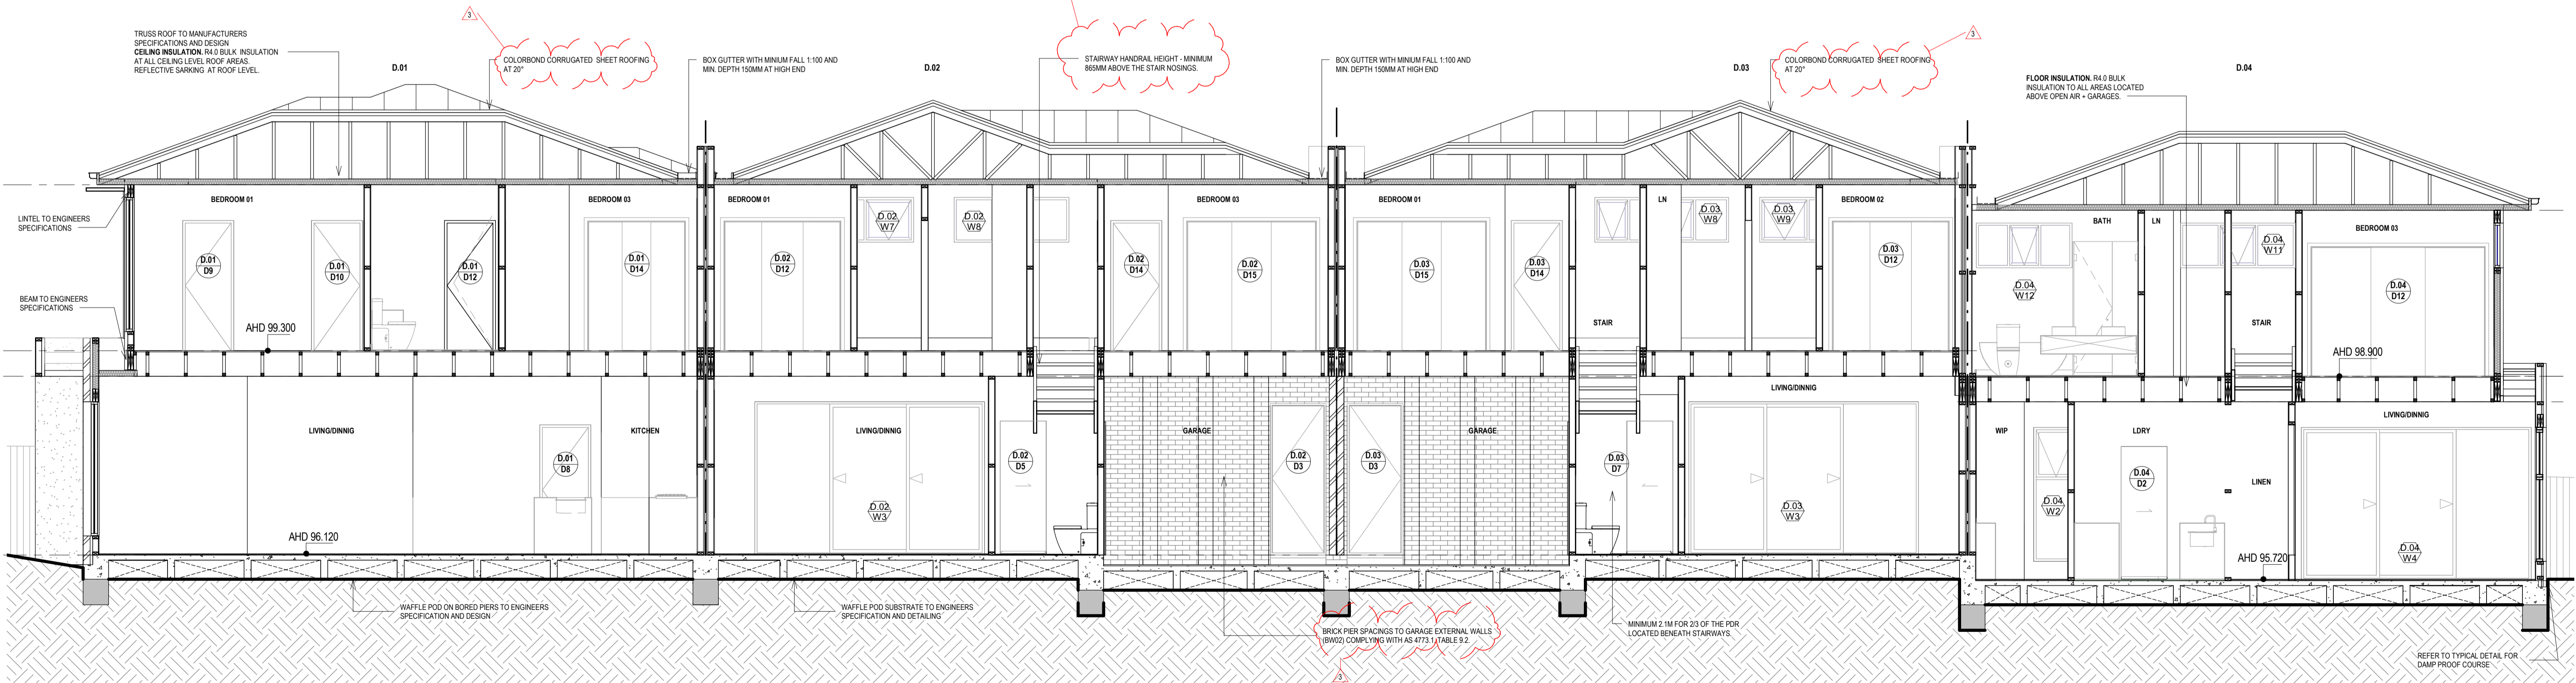 3
3
TRUSS ROOF TO MANUFACTURERS
SPECIFICATIONS AND DESIGN
CEILING INSULATION. R4.0 BULK INSULATION
AT ALL CEILING LEVEL ROOF AREAS.
REFLECTIVE SARKING AT ROOF LEVEL.
D.01
COLORBOND CORRUGATED SHEET ROOFING
AT 20°
BOX GUTTER WITH MINIUM FALL 1:100 AND
MIN. DEPTH 150MM AT HIGH END
D.02
STAIRWAY HANDRAIL HEIGHT - MINIMUM
865MM ABOVE THE STAIR NOSINGS.
BOX GUTTER WITH MINIUM FALL 1:100 AND
MIN. DEPTH 150MM AT HIGH END
D.03
COLORBOND CORRUGATED SHEET ROOFING
AT 20°
FLOOR INSULATION. R4.0 BULK
INSULATION TO ALL AREAS LOCATED
ABOVE OPEN AIR + GARAGES.
D.04
LINTEL TO ENGINEERS
SPECIFICATIONS
BEAM TO ENGINEERS
SPECIFICATIONS
BEDROOM 01
BEDROOM 03
BEDROOM 01
BEDROOM 03
BEDROOM 01
LN
BEDROOM 02
BATH
LN
BEDROOM 03
D.01
D9
D.01
D10
D.01
D12
D.01
D14
D.02
D12
D.02
W7
D.02
W8
D.02
D14
D.02
D15
D.03
D15
D.03
D14
D.03
W8
D.03
W9
D.03
D12
D.04
W12
D.04
W11
D.04
D12
STAIR
STAIR
AHD 99.300
AHD 98.900
LIVING/DINNIG
KITCHEN
LIVING/DINNIG
GARAGE
GARAGE
LIVING/DINNIG
WIP
LDRY
LINEN
LIVING/DINNIG
D.01
D8
D.02
W3
D.02
D5
D.02
D3
D.03
D3
D.03
D7
D.03
W3
D.04
W2
D.04
D2
D.04
W4
AHD 96.120
AHD 95.720
WAFFLE POD ON BORED PIERS TO ENGINEERS
SPECIFICATION AND DESIGN
WAFFLE POD SUBSTRATE TO ENGINEERS
SPECIFICATION AND DETAILING
BRICK PIER SPACINGS TO GARAGE EXTERNAL WALLS
(BW02) COMPLYING WITH AS 4773.1, TABLE 9.2.
3
MINIMUM 2.1M FOR 2/3 OF THE PDR
LOCATED BENEATH STAIRWAYS
REFER TO TYPICAL DETAIL FOR
DAMP PROOF COURSE